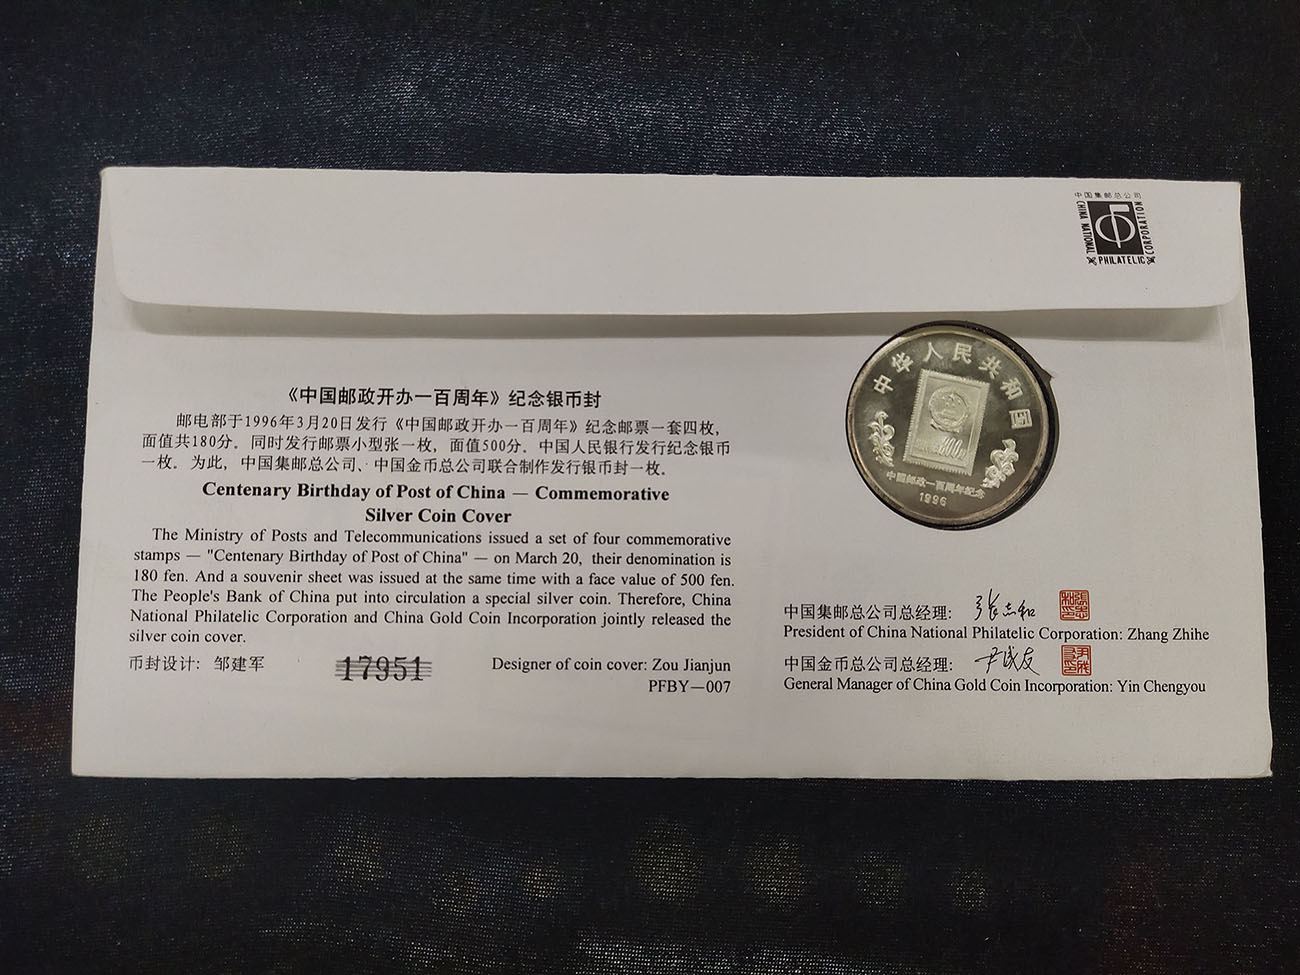 中国集邮总公司
CHINA NATIONAL
PHILATELIC
CORPORATION
中华人民共和国
800
中国邮政一百周年纪念
1996
《中国邮政开办一百周年》纪念银币封
邮电部于1996年3月20日发行《中国邮政开办一百周年》纪念邮票一套四枚，
面值共180分。同时发行邮票小型张一枚，面值500分。中国人民银行发行纪念银币
一枚。为此，中国集邮总公司、中国金币总公司联合制作发行银币封一枚。
Centenary Birthday of Post of China — Commemorative
Silver Coin Cover
The Ministry of Posts and Telecommunications issued a set of four commemorative
stamps — "Centenary Birthday of Post of China" — on March 20, their denomination is
180 fen. And a souvenir sheet was issued at the same time with a face value of 500 fen.
The People's Bank of China put into circulation a special silver coin. Therefore, China
National Philatelic Corporation and China Gold Coin Incorporation jointly released the
silver coin cover.
币封设计：邹建军
17951
Designer of coin cover: Zou Jianjun
PFBY—007
中国集邮总公司总经理：张志和
President of China National Philatelic Corporation: Zhang Zhihe
中国金币总公司总经理：尹成友
General Manager of China Gold Coin Incorporation: Yin Chengyou